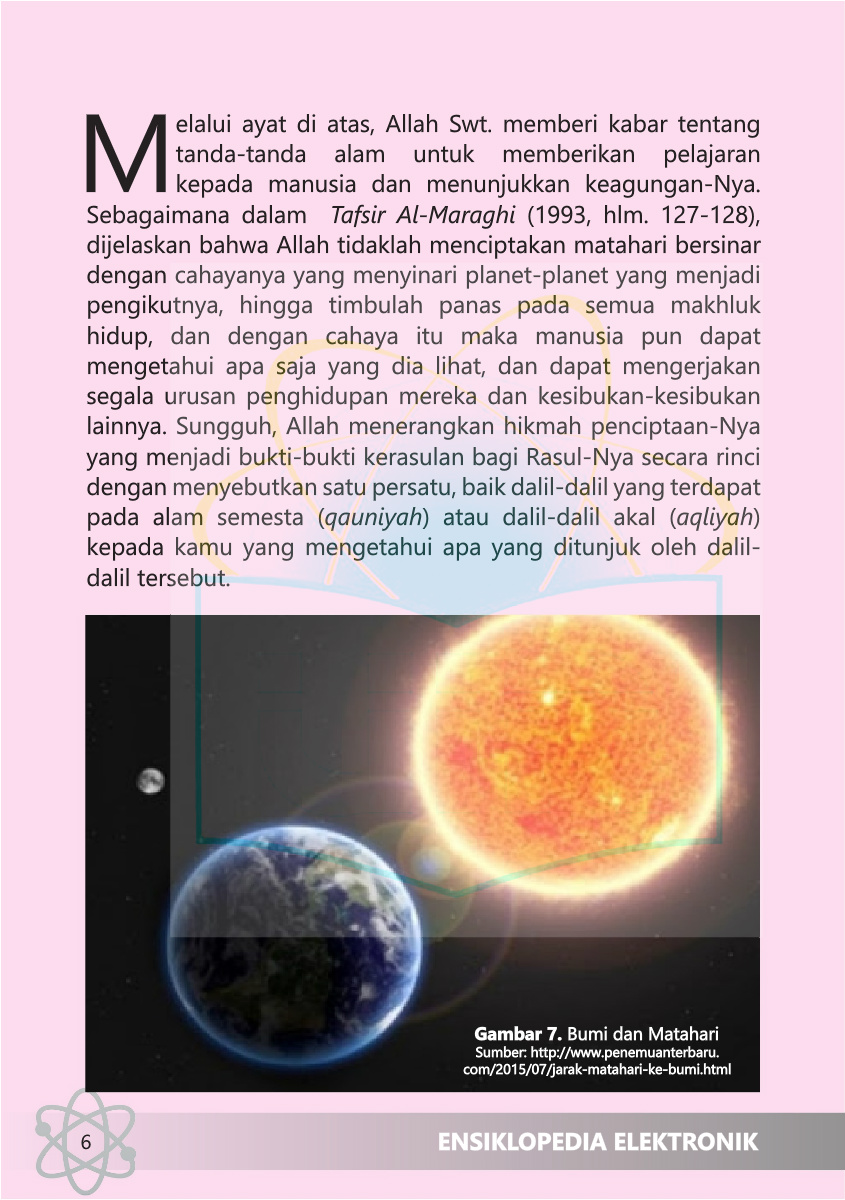 Melalui ayat di atas, Allah Swt. memberi kabar tentang
tanda-tanda alam untuk memberikan pelajaran
kepada manusia dan menunjukkan keagungan-Nya.
Sebagaimana dalam Tafsir Al-Maraghi (1993, hlm. 127-128),
dijelaskan bahwa Allah tidaklah menciptakan matahari bersinar
dengan cahayanya yang menyinari planet-planet yang menjadi
pengikutnya, hingga timbulah panas pada semua makhluk
hidup, dan dengan cahaya itu maka manusia pun dapat
mengetahui apa saja yang dia lihat, dan dapat mengerjakan
segala urusan penghidupan mereka dan kesibukan-kesibukan
lainnya. Sungguh, Allah menerangkan hikmah penciptaan-Nya
yang menjadi bukti-bukti kerasulan bagi Rasul-Nya secara rinci
dengan menyebutkan satu persatu, baik dalil-dalil yang terdapat
pada alam semesta (qauniyah) atau dalil-dalil akal (aqliyah)
kepada kamu yang mengetahui apa yang ditunjuk oleh dalil-
dalil tersebut.
Gambar 7. Bumi dan Matahari
Sumber: http://www.penemuanterbaru.
com/2015/07/jarak-matahari-ke-bumi.html
6
ENSIKLOPEDIA ELEKTRONIK